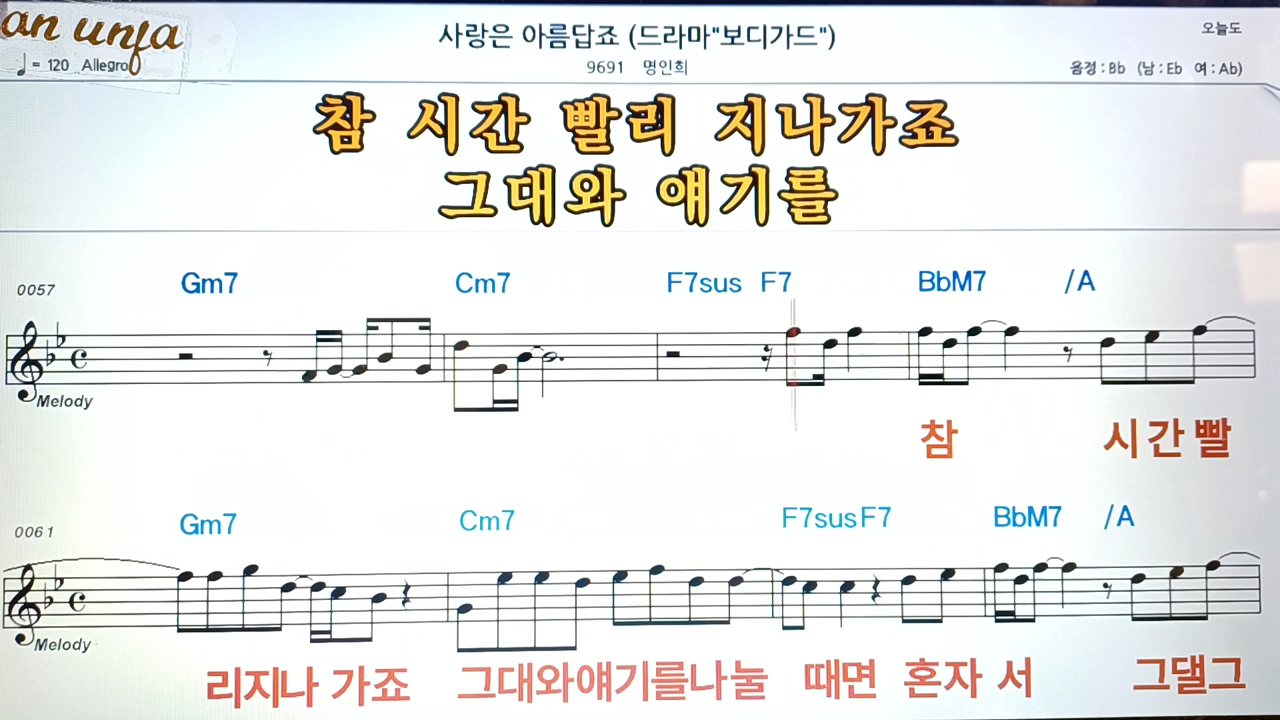 an unfa
사랑은 아름답죠 (드라마"보디가드")
오늘도
♩= 120 Allegro
9691 명인희
음정 : Bb (남 : Eb 여 : Ab)
참 시간 빨리 지나가죠
그대와 얘기를
0057 Gm7 Cm7 F7sus F7 BbM7 /A
Melody
참 시간 빨
0061 Gm7 Cm7 F7sus F7 BbM7 /A
Melody
리지나 가죠 그대와얘기를나눌 때면 혼자 서 그댈그